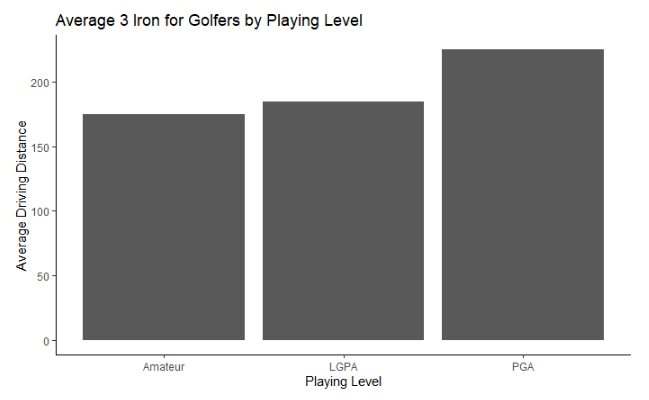 Average 3 Iron for Golfers by Playing Level
200
150
100
50
0
Average Driving Distance
Amateur LGPA PGA
Playing Level